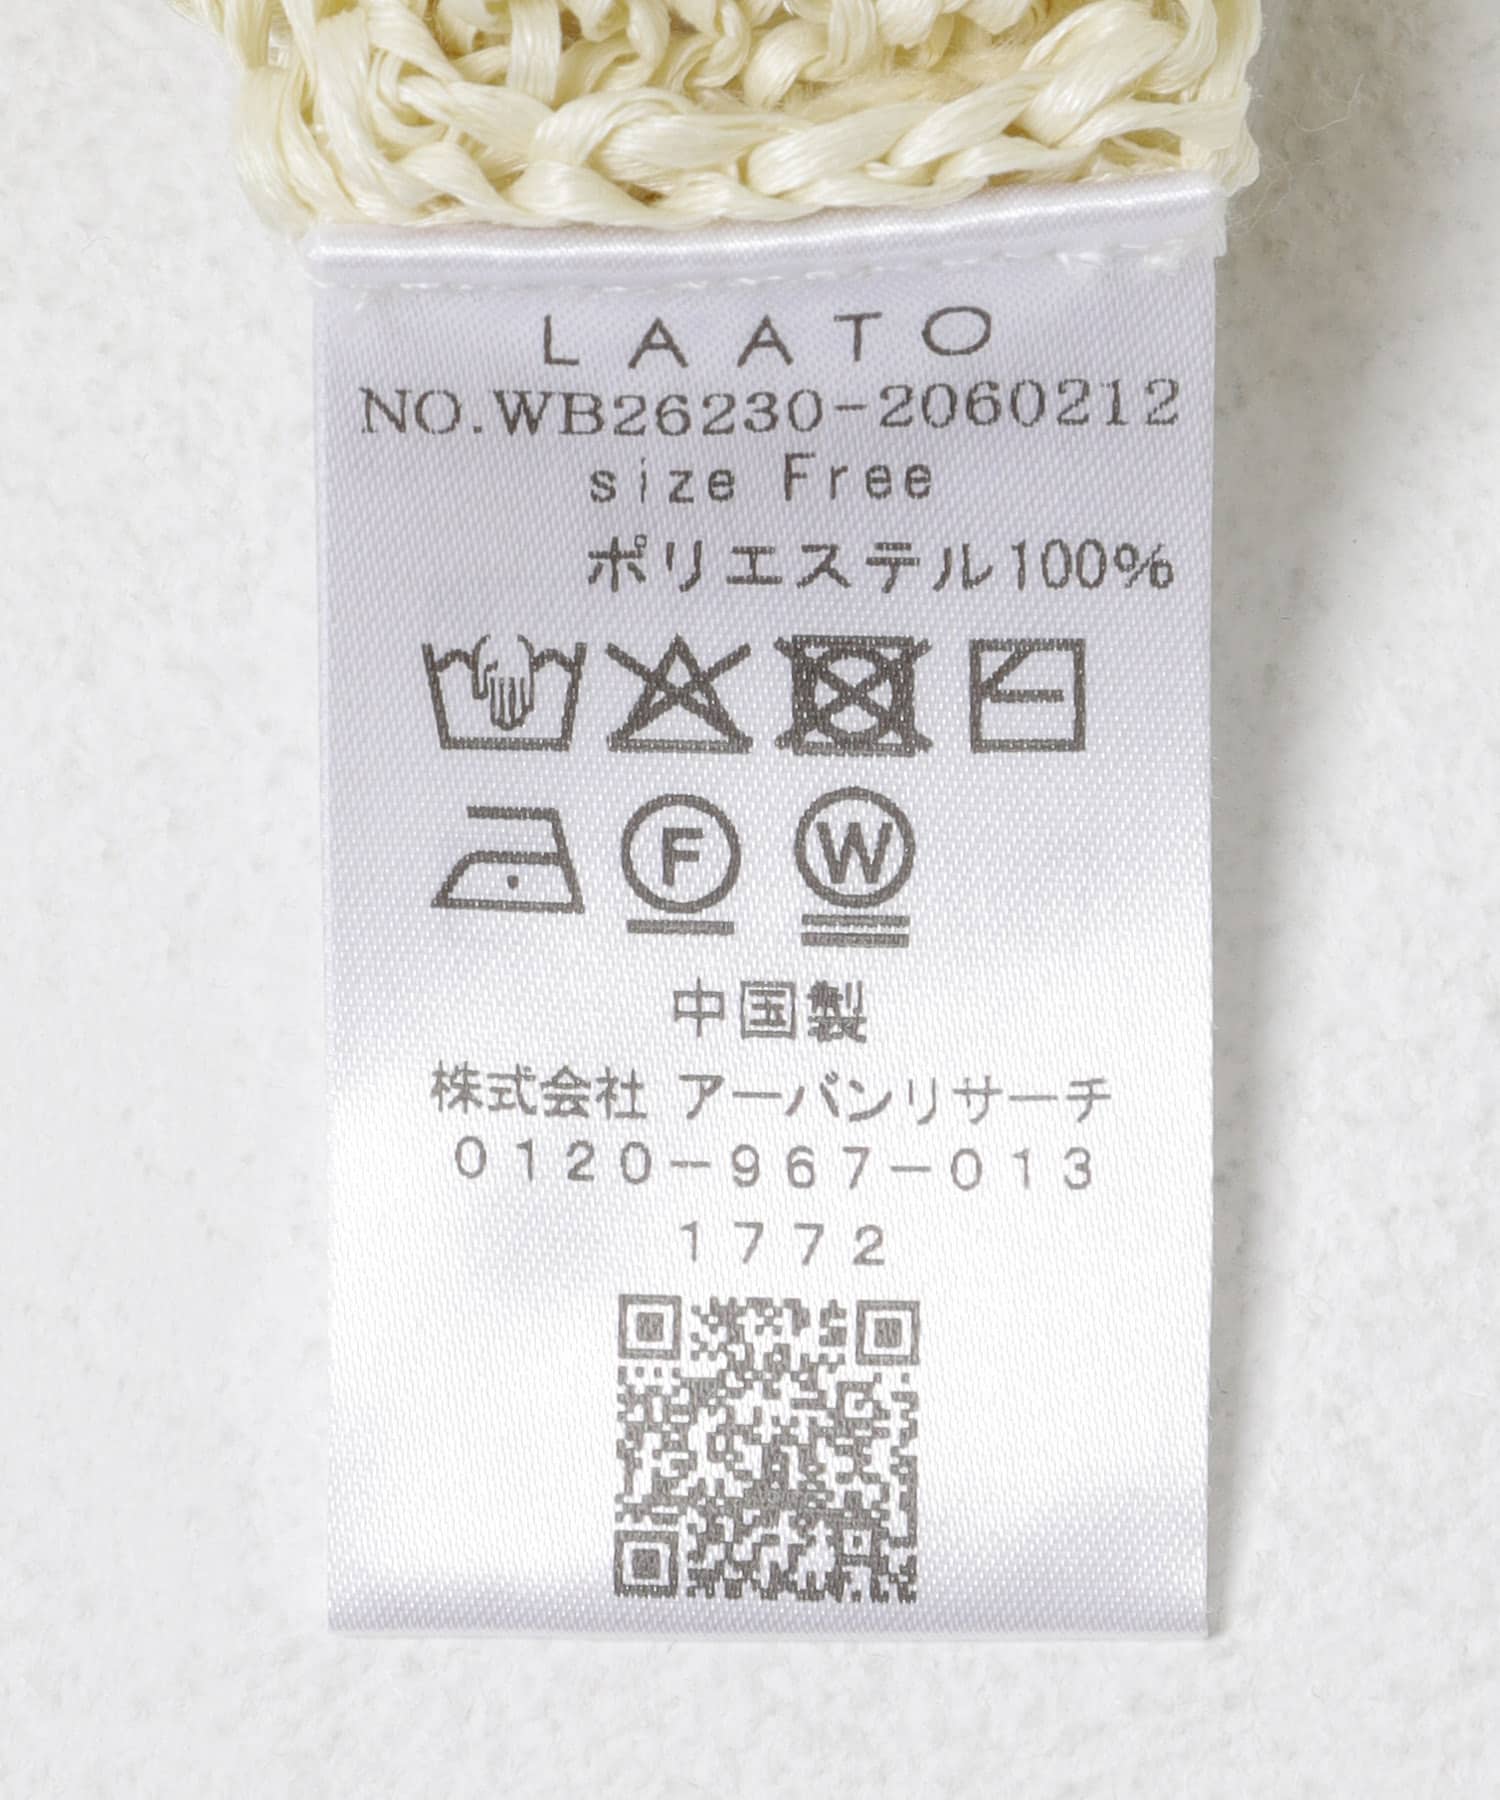 LAATO
NO.WB26230-2060212
size Free
ポリエステル100%
F W
中国製
株式会社 アーバンリサーチ
0120-967-013
1772